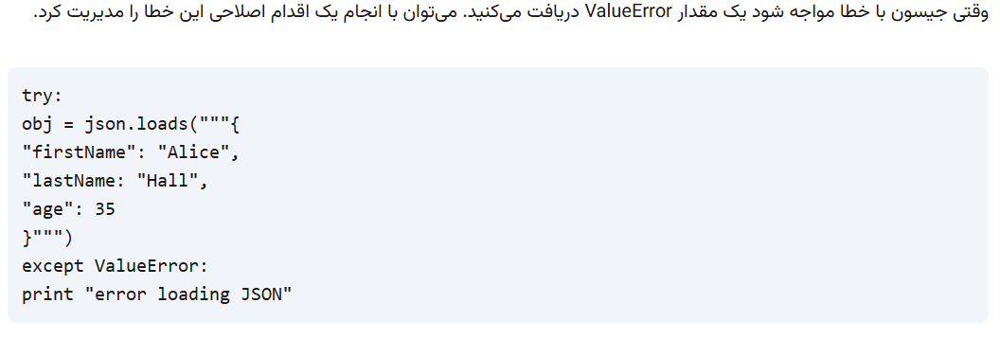 وقتی جیسون با خطا مواجه شود یک مقدار ValueError دریافت می‌کنید. می‌توان با انجام یک اقدام اصلاحی این خطا را مدیریت کرد.
try:
obj = json.loads("""{
"firstName": "Alice",
"lastName: "Hall",
"age": 35
}""")
except ValueError:
print "error loading JSON"